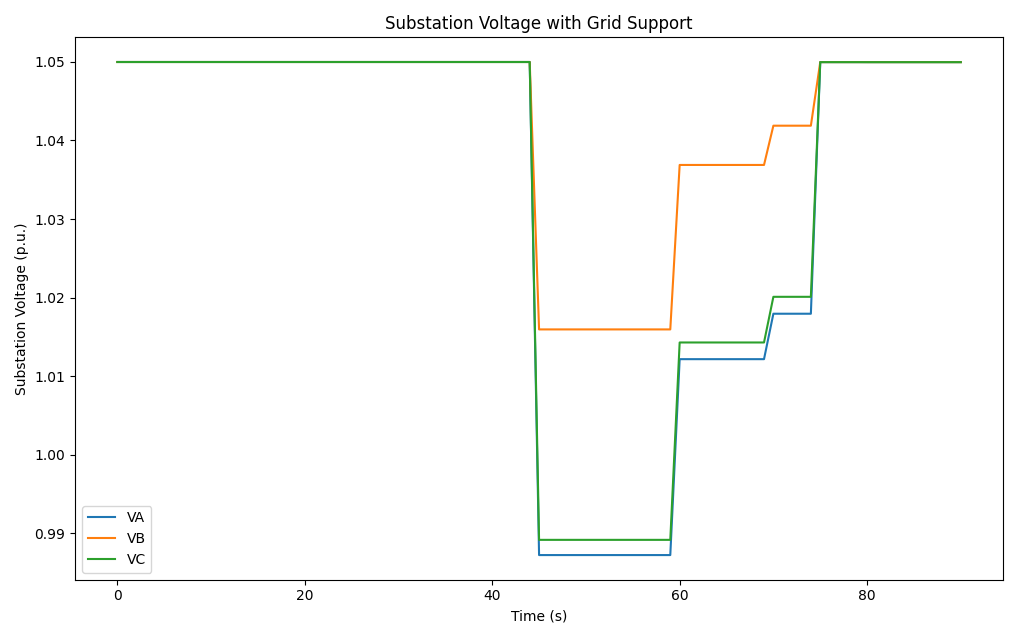 Substation Voltage with Grid Support
Substation Voltage (p.u.)
1.05
1.04
1.03
1.02
1.01
1.00
0.99
VA
VB
VC
0
20
40
60
80
Time (s)